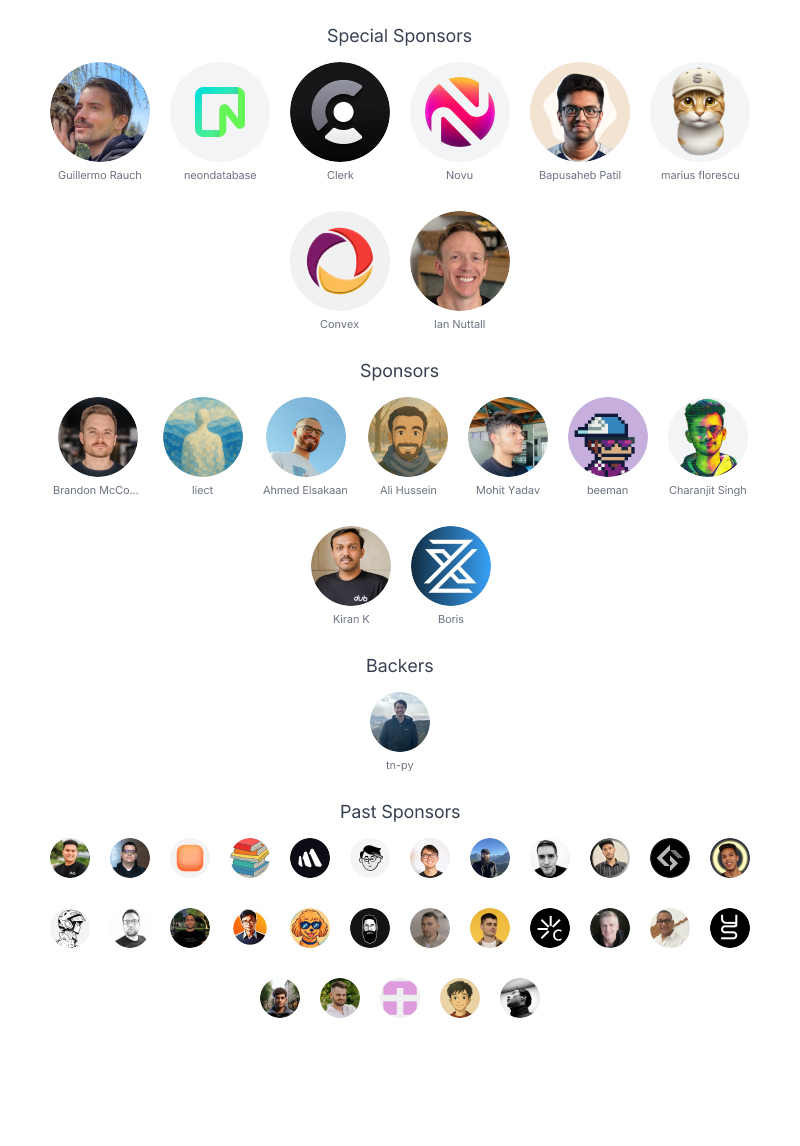 Special Sponsors
Guillermo Rauch neondatabase Clerk Novu Bapusaheb Patil marius florescu
Convex Ian Nuttall
Sponsors
Brandon McCo... liect Ahmed Elsakaan Ali Hussein Mohit Yadav beeman Charanjit Singh
dub
Kiran K Boris
Backers
tn-py
Past Sponsors